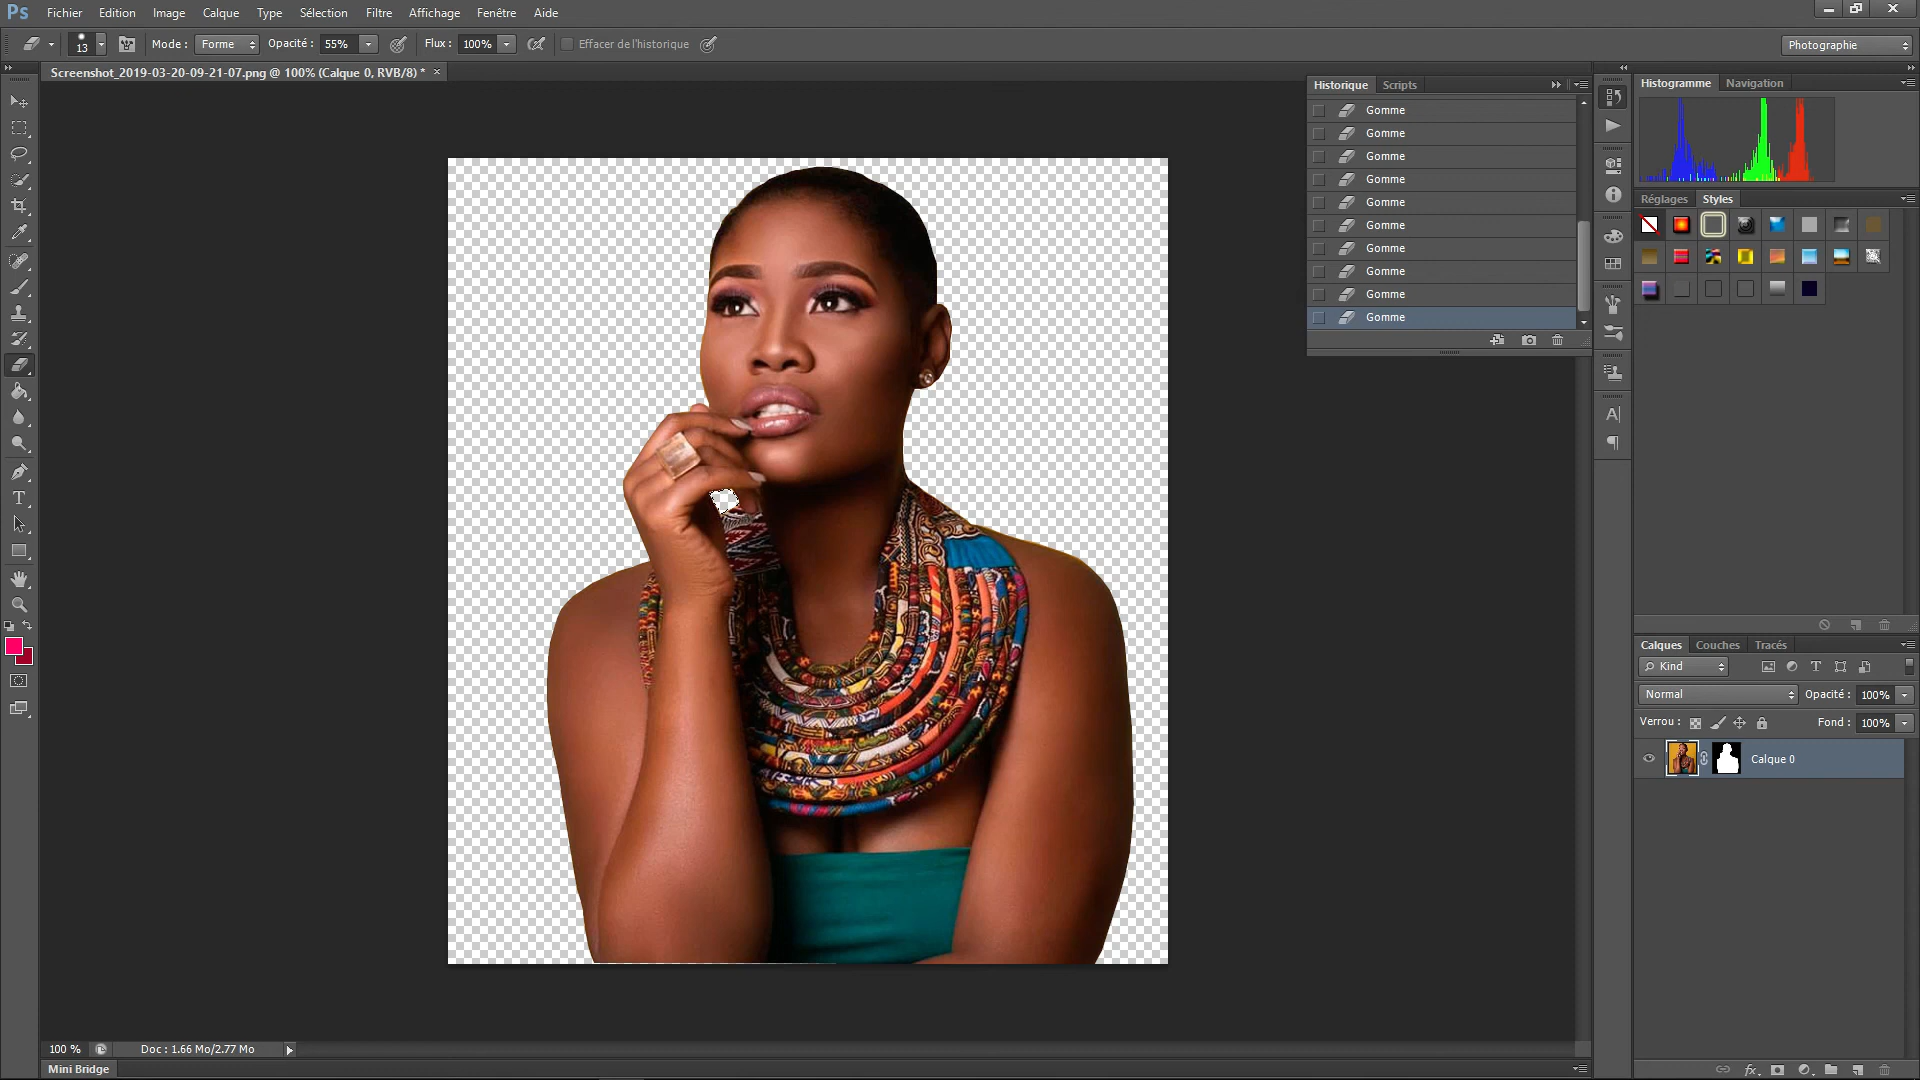 Ps Fichier Edition Image Calque Type Sélection Filtre Affichage Fenêtre Aide
13 Mode : Forme Opacité : 55% Flux : 100% Effacer de l'historique Photographie
Screenshot_2019-03-20-09-21-07.png @ 100% (Calque 0, RVB/8) * ×
Historique Scripts
Gomme
Gomme
Gomme
Gomme
Gomme
Gomme
Gomme
Gomme
Gomme
Gomme
Histogramme Navigation
Réglages Styles
Calques Couches Tracés
Kind
Normal Opacité : 100%
Verrou : Fond : 100%
Calque 0
100 % Doc : 1.66 Mo/2.77 Mo
Mini Bridge